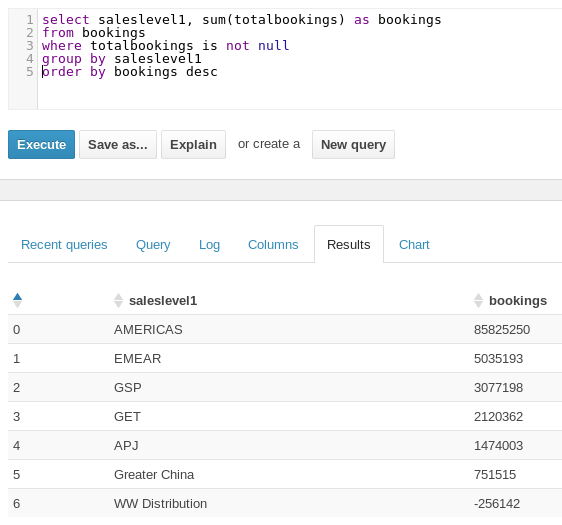 1 select saleslevel1, sum(totalbookings) as bookings
2 from bookings
3 where totalbookings is not null
4 group by saleslevel1
5 order by bookings desc
Execute Save as... Explain or create a New query
Recent queries Query Log Columns Results Chart
saleslevel1 bookings
0 AMERICAS 85825250
1 EMEAR 5035193
2 GSP 3077198
3 GET 2120362
4 APJ 1474003
5 Greater China 751515
6 WW Distribution -256142